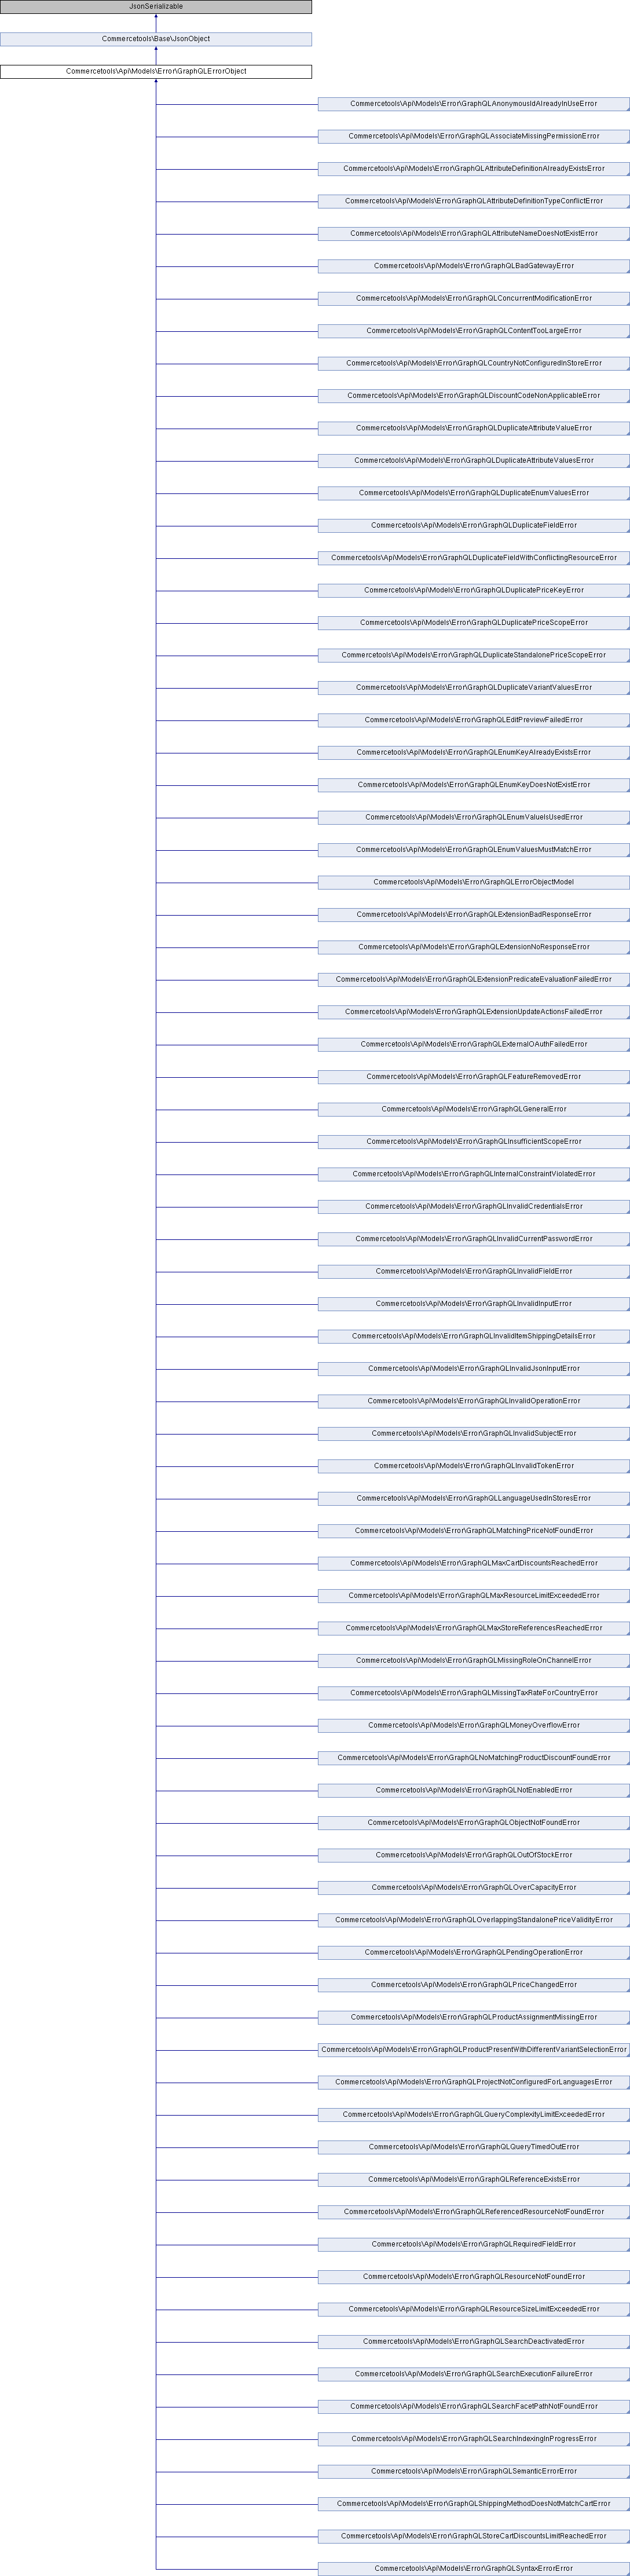 JsonSerializable
Commercetools\Base\JsonObject
Commercetools\Api\Models\Error\GraphQLErrorObject
Commercetools\Api\Models\Error\GraphQLAnonymousIdAlreadyInUseError
Commercetools\Api\Models\Error\GraphQLAssociateMissingPermissionError
Commercetools\Api\Models\Error\GraphQLAttributeDefinitionAlreadyExistsError
Commercetools\Api\Models\Error\GraphQLAttributeDefinitionTypeConflictError
Commercetools\Api\Models\Error\GraphQLAttributeNameDoesNotExistError
Commercetools\Api\Models\Error\GraphQLBadGatewayError
Commercetools\Api\Models\Error\GraphQLConcurrentModificationError
Commercetools\Api\Models\Error\GraphQLContentTooLargeError
Commercetools\Api\Models\Error\GraphQLCountryNotConfiguredInStoreError
Commercetools\Api\Models\Error\GraphQLDiscountCodeNonApplicableError
Commercetools\Api\Models\Error\GraphQLDuplicateAttributeValueError
Commercetools\Api\Models\Error\GraphQLDuplicateAttributeValuesError
Commercetools\Api\Models\Error\GraphQLDuplicateEnumValuesError
Commercetools\Api\Models\Error\GraphQLDuplicateFieldError
Commercetools\Api\Models\Error\GraphQLDuplicateFieldWithConflictingResourceError
Commercetools\Api\Models\Error\GraphQLDuplicatePriceKeyError
Commercetools\Api\Models\Error\GraphQLDuplicatePriceScopeError
Commercetools\Api\Models\Error\GraphQLDuplicateStandalonePriceScopeError
Commercetools\Api\Models\Error\GraphQLDuplicateVariantValuesError
Commercetools\Api\Models\Error\GraphQLEditPreviewFailedError
Commercetools\Api\Models\Error\GraphQLEnumKeyAlreadyExistsError
Commercetools\Api\Models\Error\GraphQLEnumKeyDoesNotExistError
Commercetools\Api\Models\Error\GraphQLEnumValueIsUsedError
Commercetools\Api\Models\Error\GraphQLEnumValuesMustMatchError
Commercetools\Api\Models\Error\GraphQLErrorObjectModel
Commercetools\Api\Models\Error\GraphQLExtensionBadResponseError
Commercetools\Api\Models\Error\GraphQLExtensionNoResponseError
Commercetools\Api\Models\Error\GraphQLExtensionPredicateEvaluationFailedError
Commercetools\Api\Models\Error\GraphQLExtensionUpdateActionsFailedError
Commercetools\Api\Models\Error\GraphQLExternalOAuthFailedError
Commercetools\Api\Models\Error\GraphQLFeatureRemovedError
Commercetools\Api\Models\Error\GraphQLGeneralError
Commercetools\Api\Models\Error\GraphQLInsufficientScopeError
Commercetools\Api\Models\Error\GraphQLInternalConstraintViolatedError
Commercetools\Api\Models\Error\GraphQLInvalidCredentialsError
Commercetools\Api\Models\Error\GraphQLInvalidCurrentPasswordError
Commercetools\Api\Models\Error\GraphQLInvalidFieldError
Commercetools\Api\Models\Error\GraphQLInvalidInputError
Commercetools\Api\Models\Error\GraphQLInvalidItemShippingDetailsError
Commercetools\Api\Models\Error\GraphQLInvalidJsonInputError
Commercetools\Api\Models\Error\GraphQLInvalidOperationError
Commercetools\Api\Models\Error\GraphQLInvalidSubjectError
Commercetools\Api\Models\Error\GraphQLInvalidTokenError
Commercetools\Api\Models\Error\GraphQLLanguageUsedInStoresError
Commercetools\Api\Models\Error\GraphQLMatchingPriceNotFoundError
Commercetools\Api\Models\Error\GraphQLMaxCartDiscountsReachedError
Commercetools\Api\Models\Error\GraphQLMaxResourceLimitExceededError
Commercetools\Api\Models\Error\GraphQLMaxStoreReferencesReachedError
Commercetools\Api\Models\Error\GraphQLMissingRoleOnChannelError
Commercetools\Api\Models\Error\GraphQLMissingTaxRateForCountryError
Commercetools\Api\Models\Error\GraphQLMoneyOverflowError
Commercetools\Api\Models\Error\GraphQLNoMatchingProductDiscountFoundError
Commercetools\Api\Models\Error\GraphQLNotEnabledError
Commercetools\Api\Models\Error\GraphQLObjectNotFoundError
Commercetools\Api\Models\Error\GraphQLOutOfStockError
Commercetools\Api\Models\Error\GraphQLOverCapacityError
Commercetools\Api\Models\Error\GraphQLOverlappingStandalonePriceValidityError
Commercetools\Api\Models\Error\GraphQLPendingOperationError
Commercetools\Api\Models\Error\GraphQLPriceChangedError
Commercetools\Api\Models\Error\GraphQLProductAssignmentMissingError
Commercetools\Api\Models\Error\GraphQLProductPresentWithDifferentVariantSelectionError
Commercetools\Api\Models\Error\GraphQLProjectNotConfiguredForLanguagesError
Commercetools\Api\Models\Error\GraphQLQueryComplexityLimitExceededError
Commercetools\Api\Models\Error\GraphQLQueryTimedOutError
Commercetools\Api\Models\Error\GraphQLReferenceExistsError
Commercetools\Api\Models\Error\GraphQLReferencedResourceNotFoundError
Commercetools\Api\Models\Error\GraphQLRequiredFieldError
Commercetools\Api\Models\Error\GraphQLResourceNotFoundError
Commercetools\Api\Models\Error\GraphQLResourceSizeLimitExceededError
Commercetools\Api\Models\Error\GraphQLSearchDeactivatedError
Commercetools\Api\Models\Error\GraphQLSearchExecutionFailureError
Commercetools\Api\Models\Error\GraphQLSearchFacetPathNotFoundError
Commercetools\Api\Models\Error\GraphQLSearchIndexingInProgressError
Commercetools\Api\Models\Error\GraphQLSemanticErrorError
Commercetools\Api\Models\Error\GraphQLShippingMethodDoesNotMatchCartError
Commercetools\Api\Models\Error\GraphQLStoreCartDiscountsLimitReachedError
Commercetools\Api\Models\Error\GraphQLSyntaxErrorError